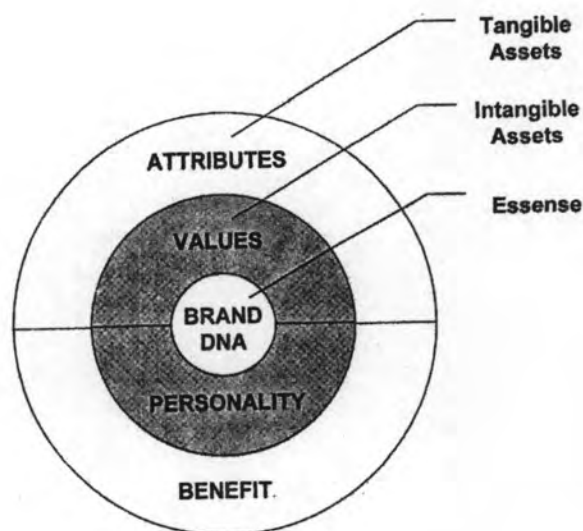 Tangible
Assets
Intangible
Assets
ATTRIBUTES
Essense
VALUES
BRAND
DNA
PERSONALITY
BENEFIT.